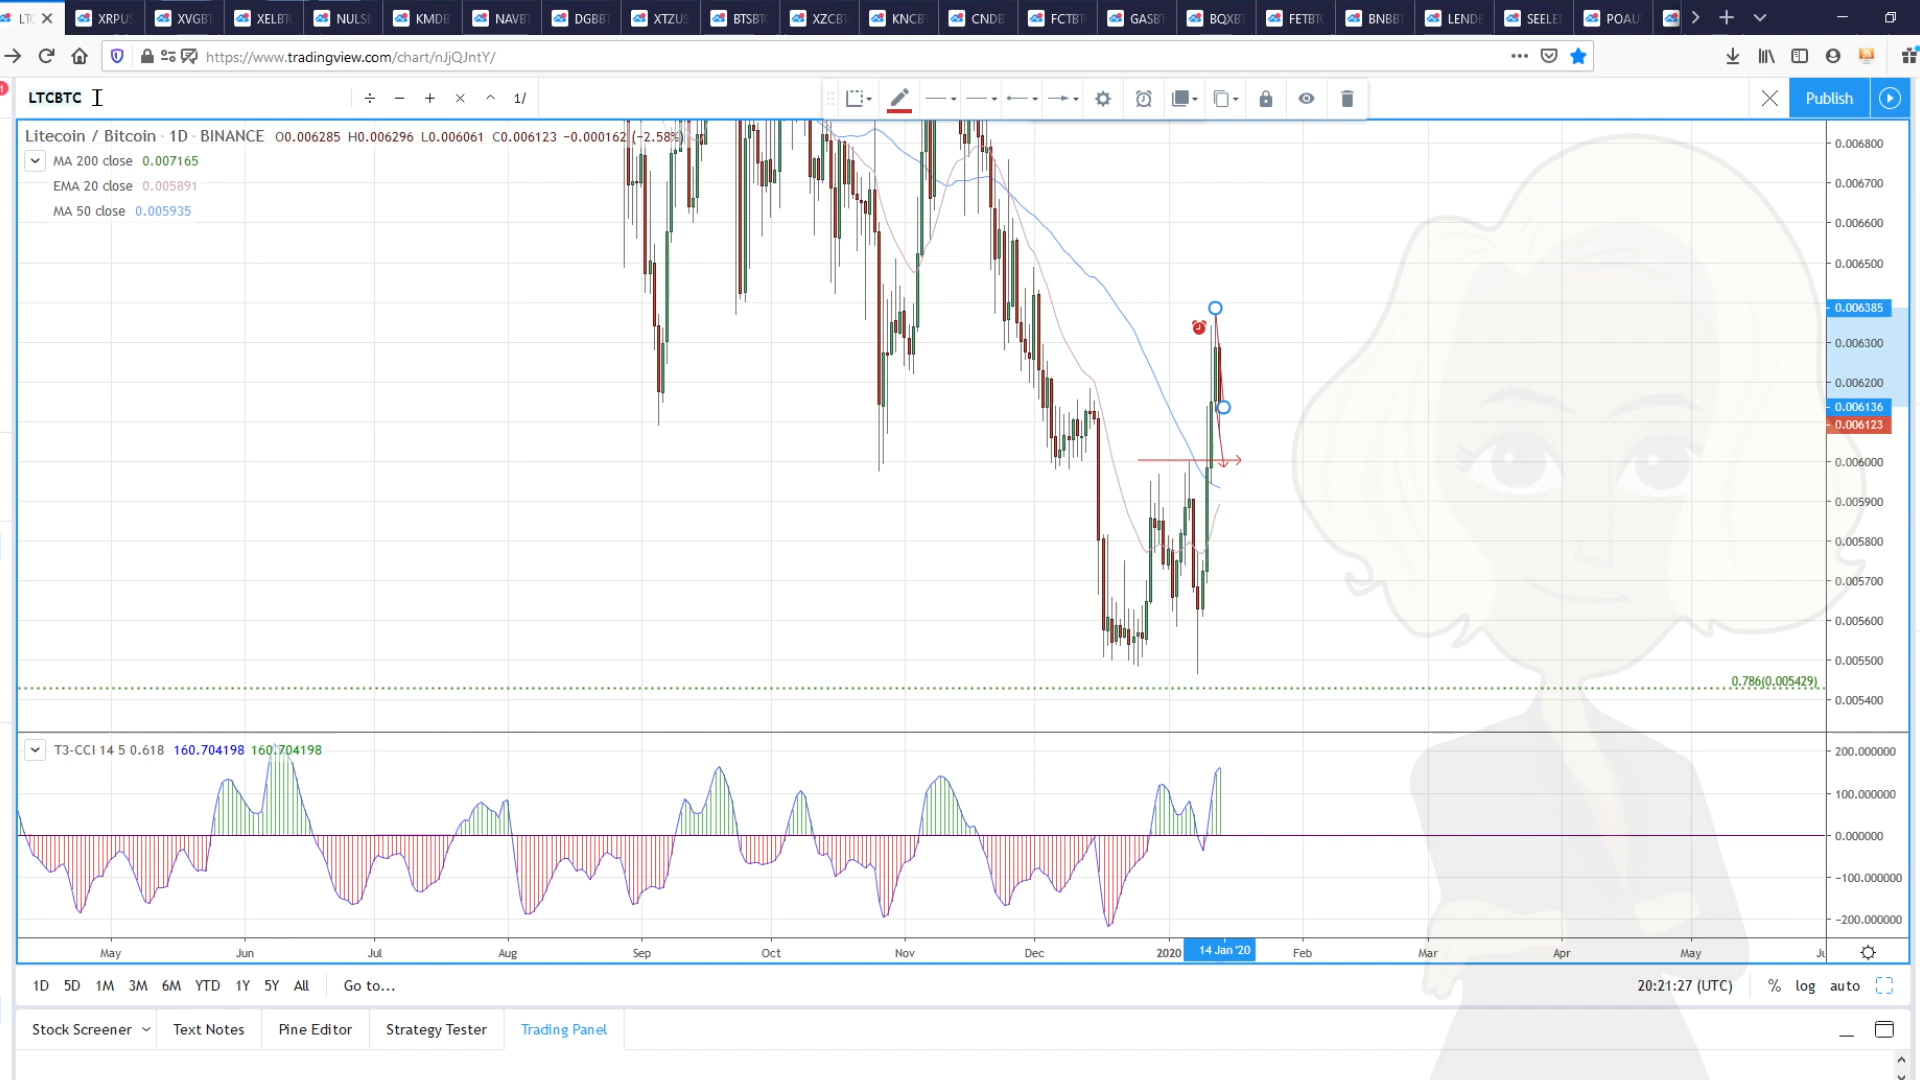 LT XRPUS XVGBT XELBT NULSE KMDB NAVBT DGBB XTZUS BTSBTC XZCBT KNCBT CNDB FCTBT GASBT BQXBT FETBTC BNBBT LENDE SEELEE POAU
https://www.tradingview.com/chart/nJjQJntY/
LTCBTC ÷ − + × ^ 1/ Publish
Litecoin / Bitcoin · 1D · BINANCE O0.006285 H0.006296 L0.006061 C0.006123 −0.000162 (−2.58%)
MA 200 close 0.007165
EMA 20 close 0.005891
MA 50 close 0.005935
0.006800
0.006700
0.006600
0.006500
0.006385
0.006300
0.006200
0.006136
0.006123
0.006000
0.005900
0.005800
0.005700
0.005600
0.005500
0.786(0.005429)
0.005400
T3-CCI 14 5 0.618 160.704198 160.704198
200.000000
100.000000
0.000000
−100.000000
−200.000000
May Jun Jul Aug Sep Oct Nov Dec 2020 14 Jan '20 Feb Mar Apr May
1D 5D 1M 3M 6M YTD 1Y 5Y All Go to... 20:21:27 (UTC) % log auto
Stock Screener Text Notes Pine Editor Strategy Tester Trading Panel